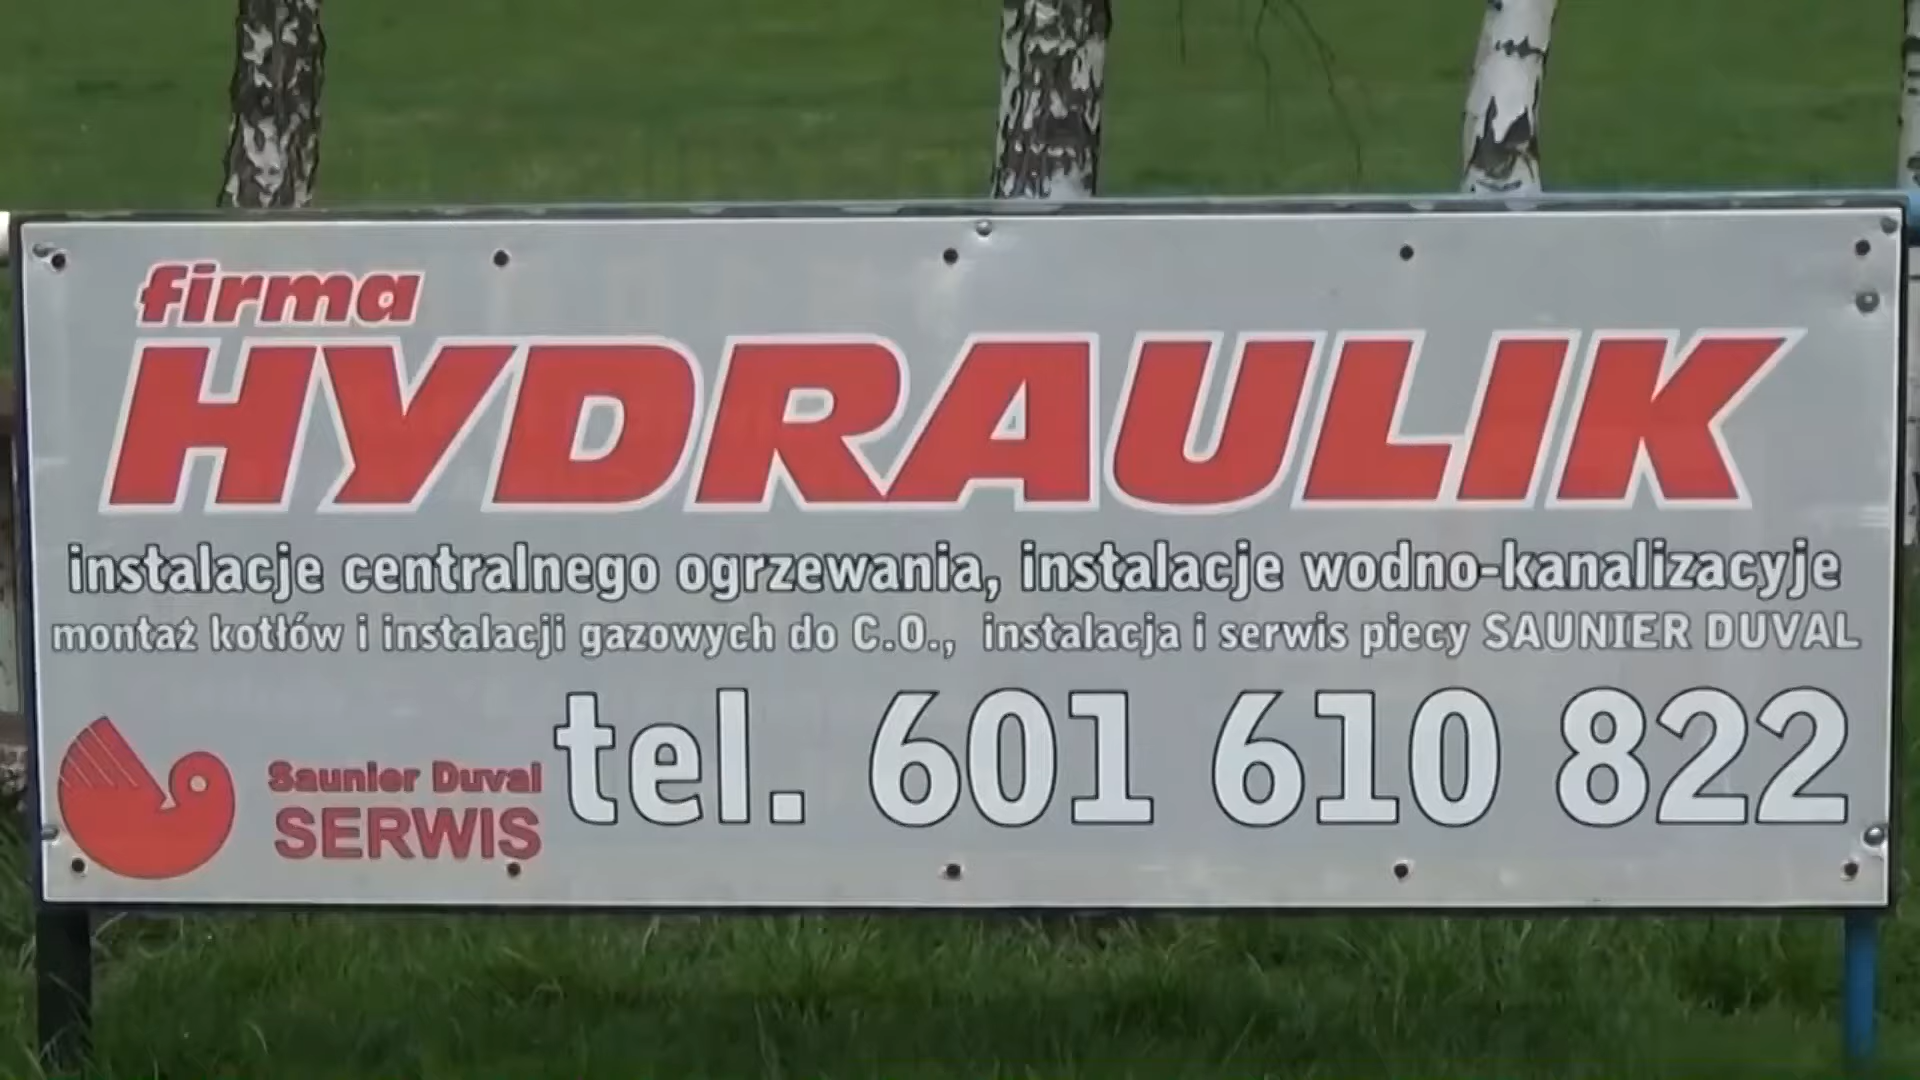 firma
HYDRAULIK
instalacje centralnego ogrzewania, instalacje wodno-kanalizacyje
montaż kotłów i instalacji gazowych do C.O., instalacja i serwis piecy SAUNIER DUVAL
tel. 601 610 822
Saunier Duval
SERWIS